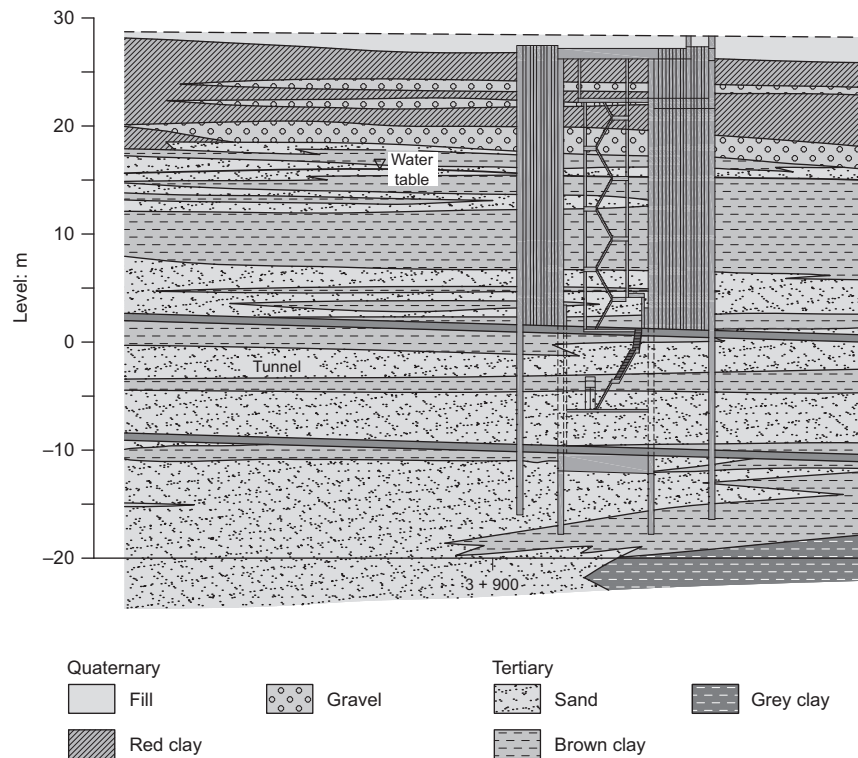 30
20
10
0
–10
–20
Level: m
Water
table
Tunnel
3 + 900
Quaternary
Fill
Gravel
Red clay
Tertiary
Sand
Grey clay
Brown clay